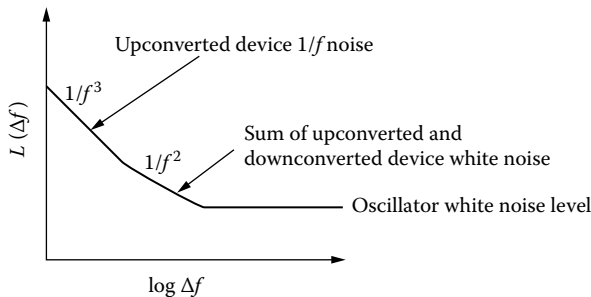 Upconverted device 1/f noise
1/f³
L (Δf)
1/f²
Sum of upconverted and
downconverted device white noise
Oscillator white noise level
log Δf